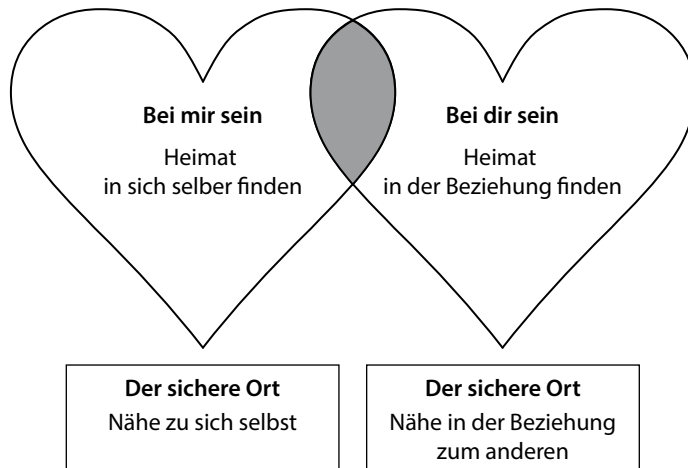 Bei mir sein
Heimat
in sich selber finden
Bei dir sein
Heimat
in der Beziehung finden
Der sichere Ort
Nähe zu sich selbst
Der sichere Ort
Nähe in der Beziehung
zum anderen